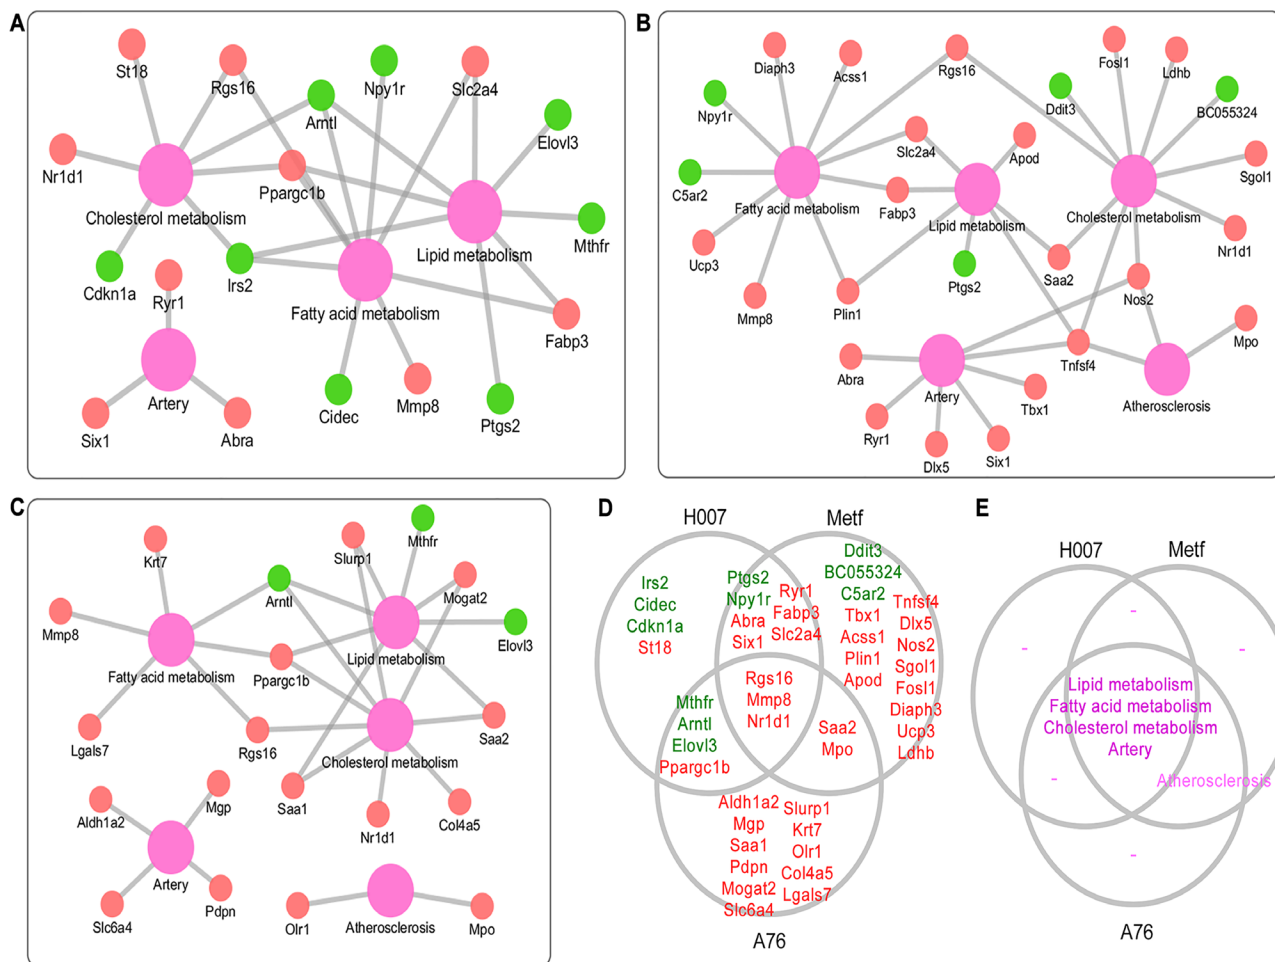 A
St18
Rgs16
Npy1r
Slc2a4
Arntl
Elovl3
Nr1d1
Ppargc1b
Cholesterol metabolism
Mthfr
Lipid metabolism
Cdkn1a
Irs2
Ryr1
Fatty acid metabolism
Fabp3
Artery
Mmp8
Cidec
Ptgs2
Six1
Abra
B
Diaph3
Acss1
Rgs16
Fosl1
Ldhb
Npy1r
Ddit3
BC055324
Slc2a4
Apod
Sgol1
C5ar2
Fatty acid metabolism
Fabp3
Lipid metabolism
Cholesterol metabolism
Ucp3
Saa2
Nr1d1
Ptgs2
Nos2
Mmp8
Plin1
Mpo
Tnfsf4
Abra
Artery
Tbx1
Atherosclerosis
Ryr1
Dlx5
Six1
C
Krt7
Slurp1
Mthfr
Arntl
Mogat2
Mmp8
Elovl3
Lipid metabolism
Fatty acid metabolism
Ppargc1b
Lgals7
Rgs16
Saa2
Cholesterol metabolism
Saa1
Mgp
Aldh1a2
Nr1d1
Col4a5
Artery
Pdpn
Slc6a4
Olr1
Atherosclerosis
Mpo
D
H007
Metf
Irs2
Cidec
Cdkn1a
St18
Ptgs2
Npy1r
Abra
Six1
Ryr1
Fabp3
Slc2a4
Ddit3
BC055324
C5ar2
Tbx1
Acss1
Plin1
Apod
Tnfsf4
Dlx5
Nos2
Sgol1
Fosl1
Diaph3
Ucp3
Ldhb
Rgs16
Mmp8
Nr1d1
Mthfr
Arntl
Elovl3
Ppargc1b
Saa2
Mpo
Aldh1a2
Mgp
Saa1
Pdpn
Mogat2
Slc6a4
Slurp1
Krt7
Olr1
Col4a5
Lgals7
A76
E
H007
Metf
-
-
-
Lipid metabolism
Fatty acid metabolism
Cholesterol metabolism
Artery
-
Atherosclerosis
-
A76